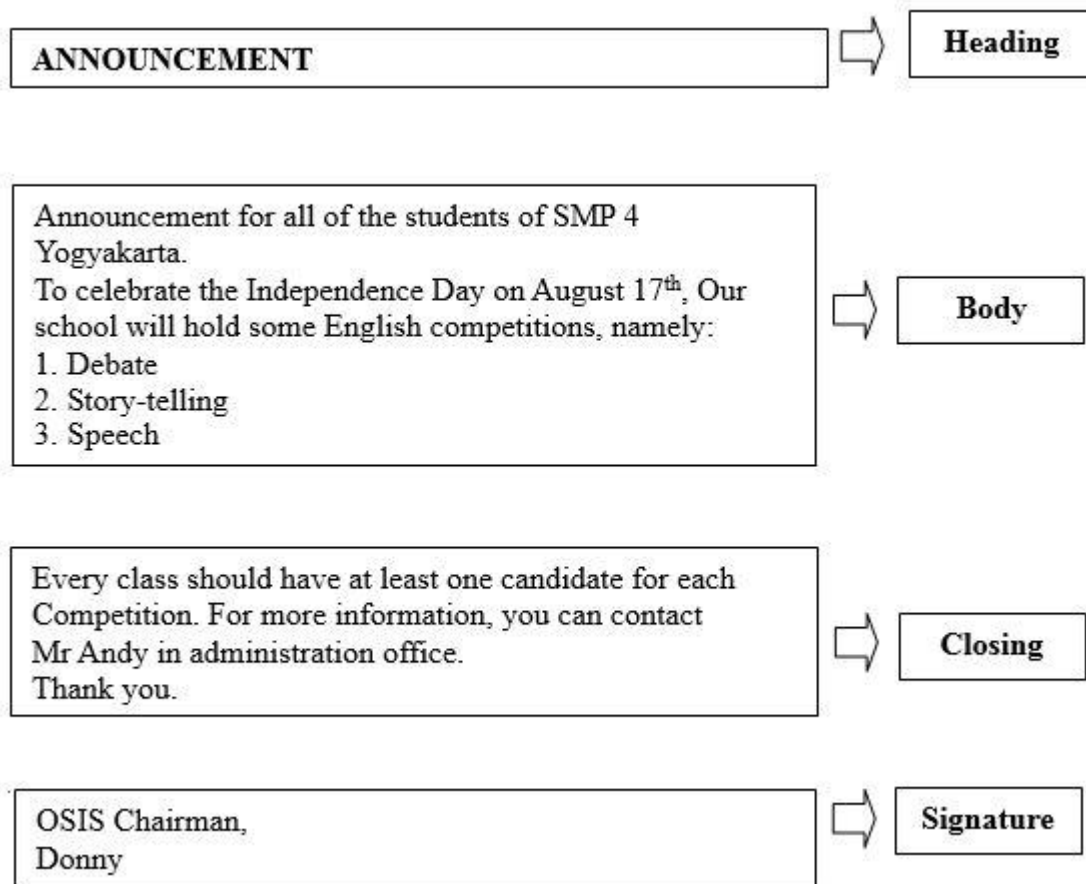 ANNOUNCEMENT
Heading
Announcement for all of the students of SMP 4
Yogyakarta.
To celebrate the Independence Day on August 17th, Our
school will hold some English competitions, namely:
1. Debate
2. Story-telling
3. Speech
Body
Every class should have at least one candidate for each
Competition. For more information, you can contact
Mr Andy in administration office.
Thank you.
Closing
OSIS Chairman,
Donny
Signature